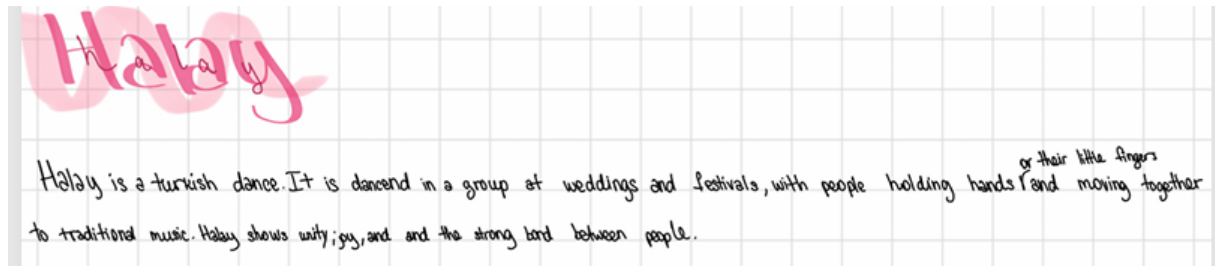 Halay
Halay is a turkish dance. It is dancend in a group at weddings and festivals, with people holding hands or their little fingers and moving together
to traditional music. Halay shows unity, joy, and and the strong bond between people.